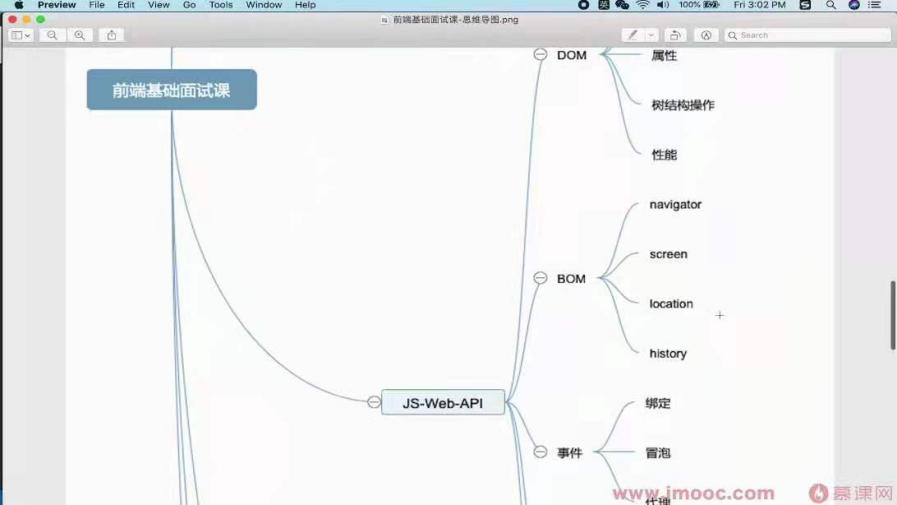 Preview File Edit View Go Tools Window Help 英 100% Fri 3:02 PM
前端基础面试课-思维导图.png
Search
DOM
属性
前端基础面试课
树结构操作
性能
navigator
screen
BOM
location
history
JS-Web-API
绑定
事件
冒泡
www.imooc.com 慕课网
代理